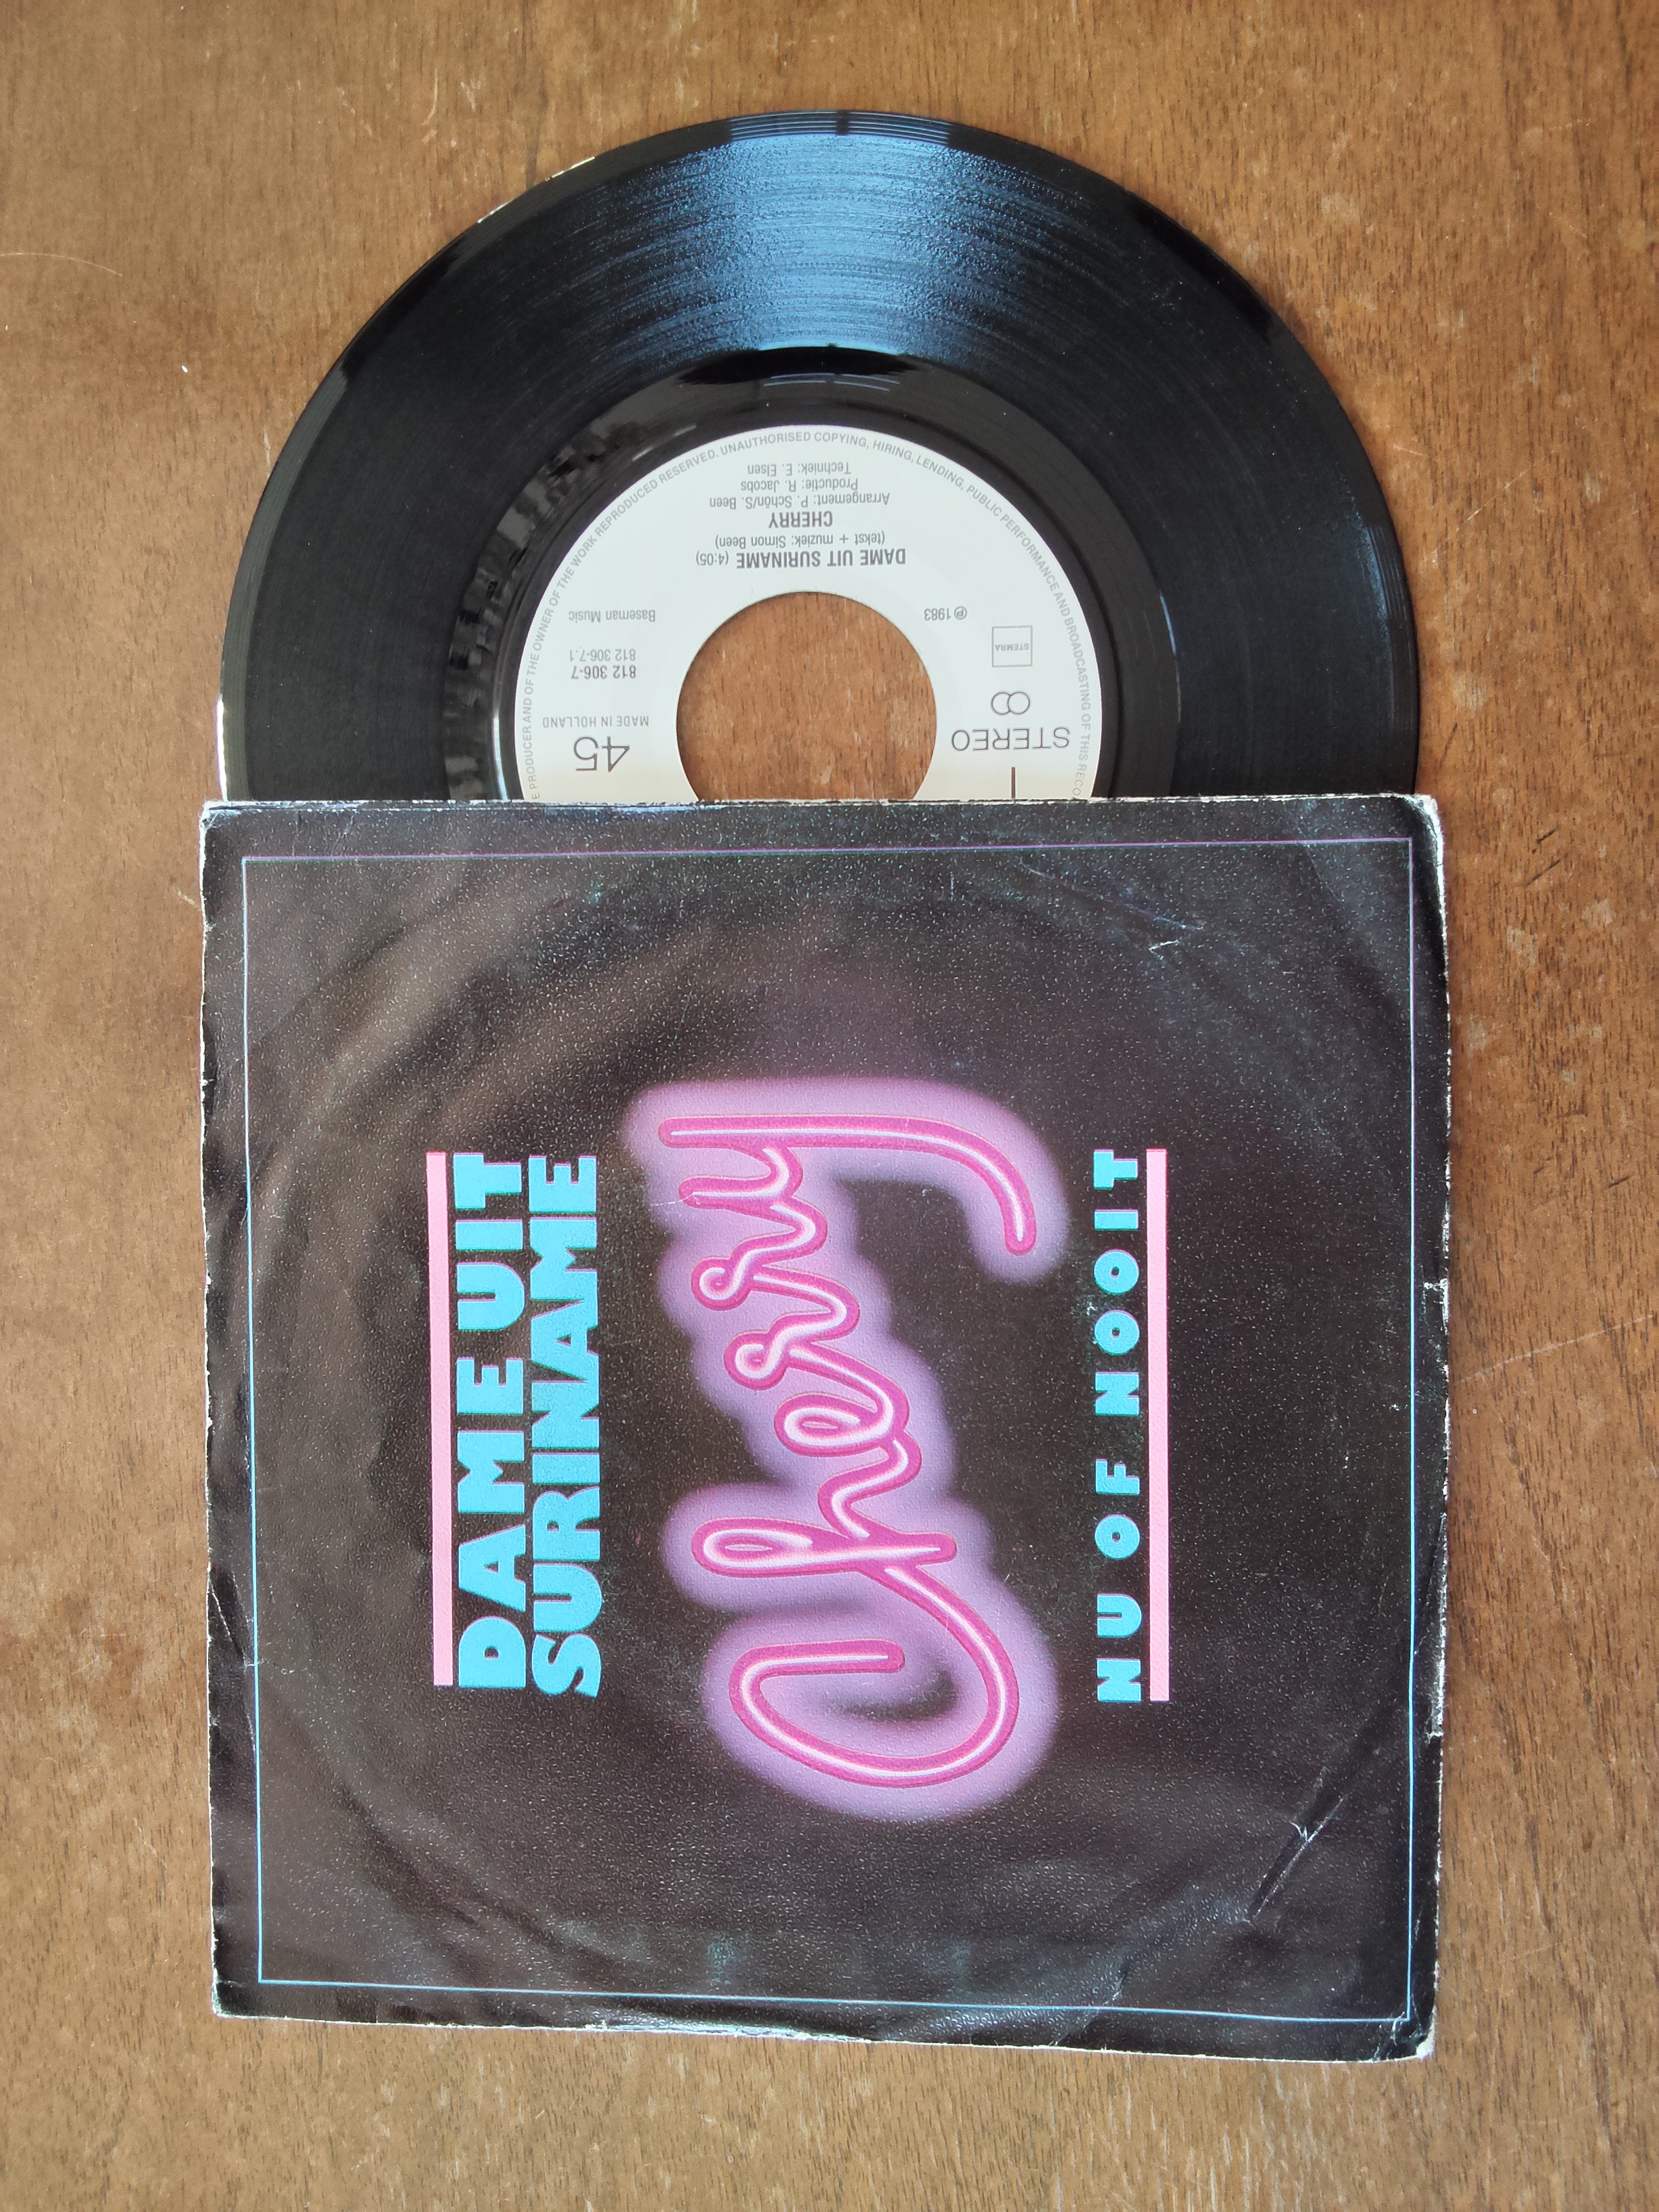 DAME UIT
SURINAME
Cherry
NU OF NOOIT
E PRODUCER AND OF THE OWNER OF THE WORK REPRODUCED RESERVED. UNAUTHORISED COPYING, HIRING, LENDING, PUBLIC PERFORMANCE AND BROADCASTING OF THIS RECO
STEREO
45
MADE IN HOLLAND
812 306-7
812 306-7.1
STEMRA
℗ 1983
Baseman Music
DAME UIT SURINAME (4:05)
(tekst + muziek: Simon Been)
CHERRY
Arrangement: P. Schön/S. Been
Productie: R. Jacobs
Techniek: E. Elsen